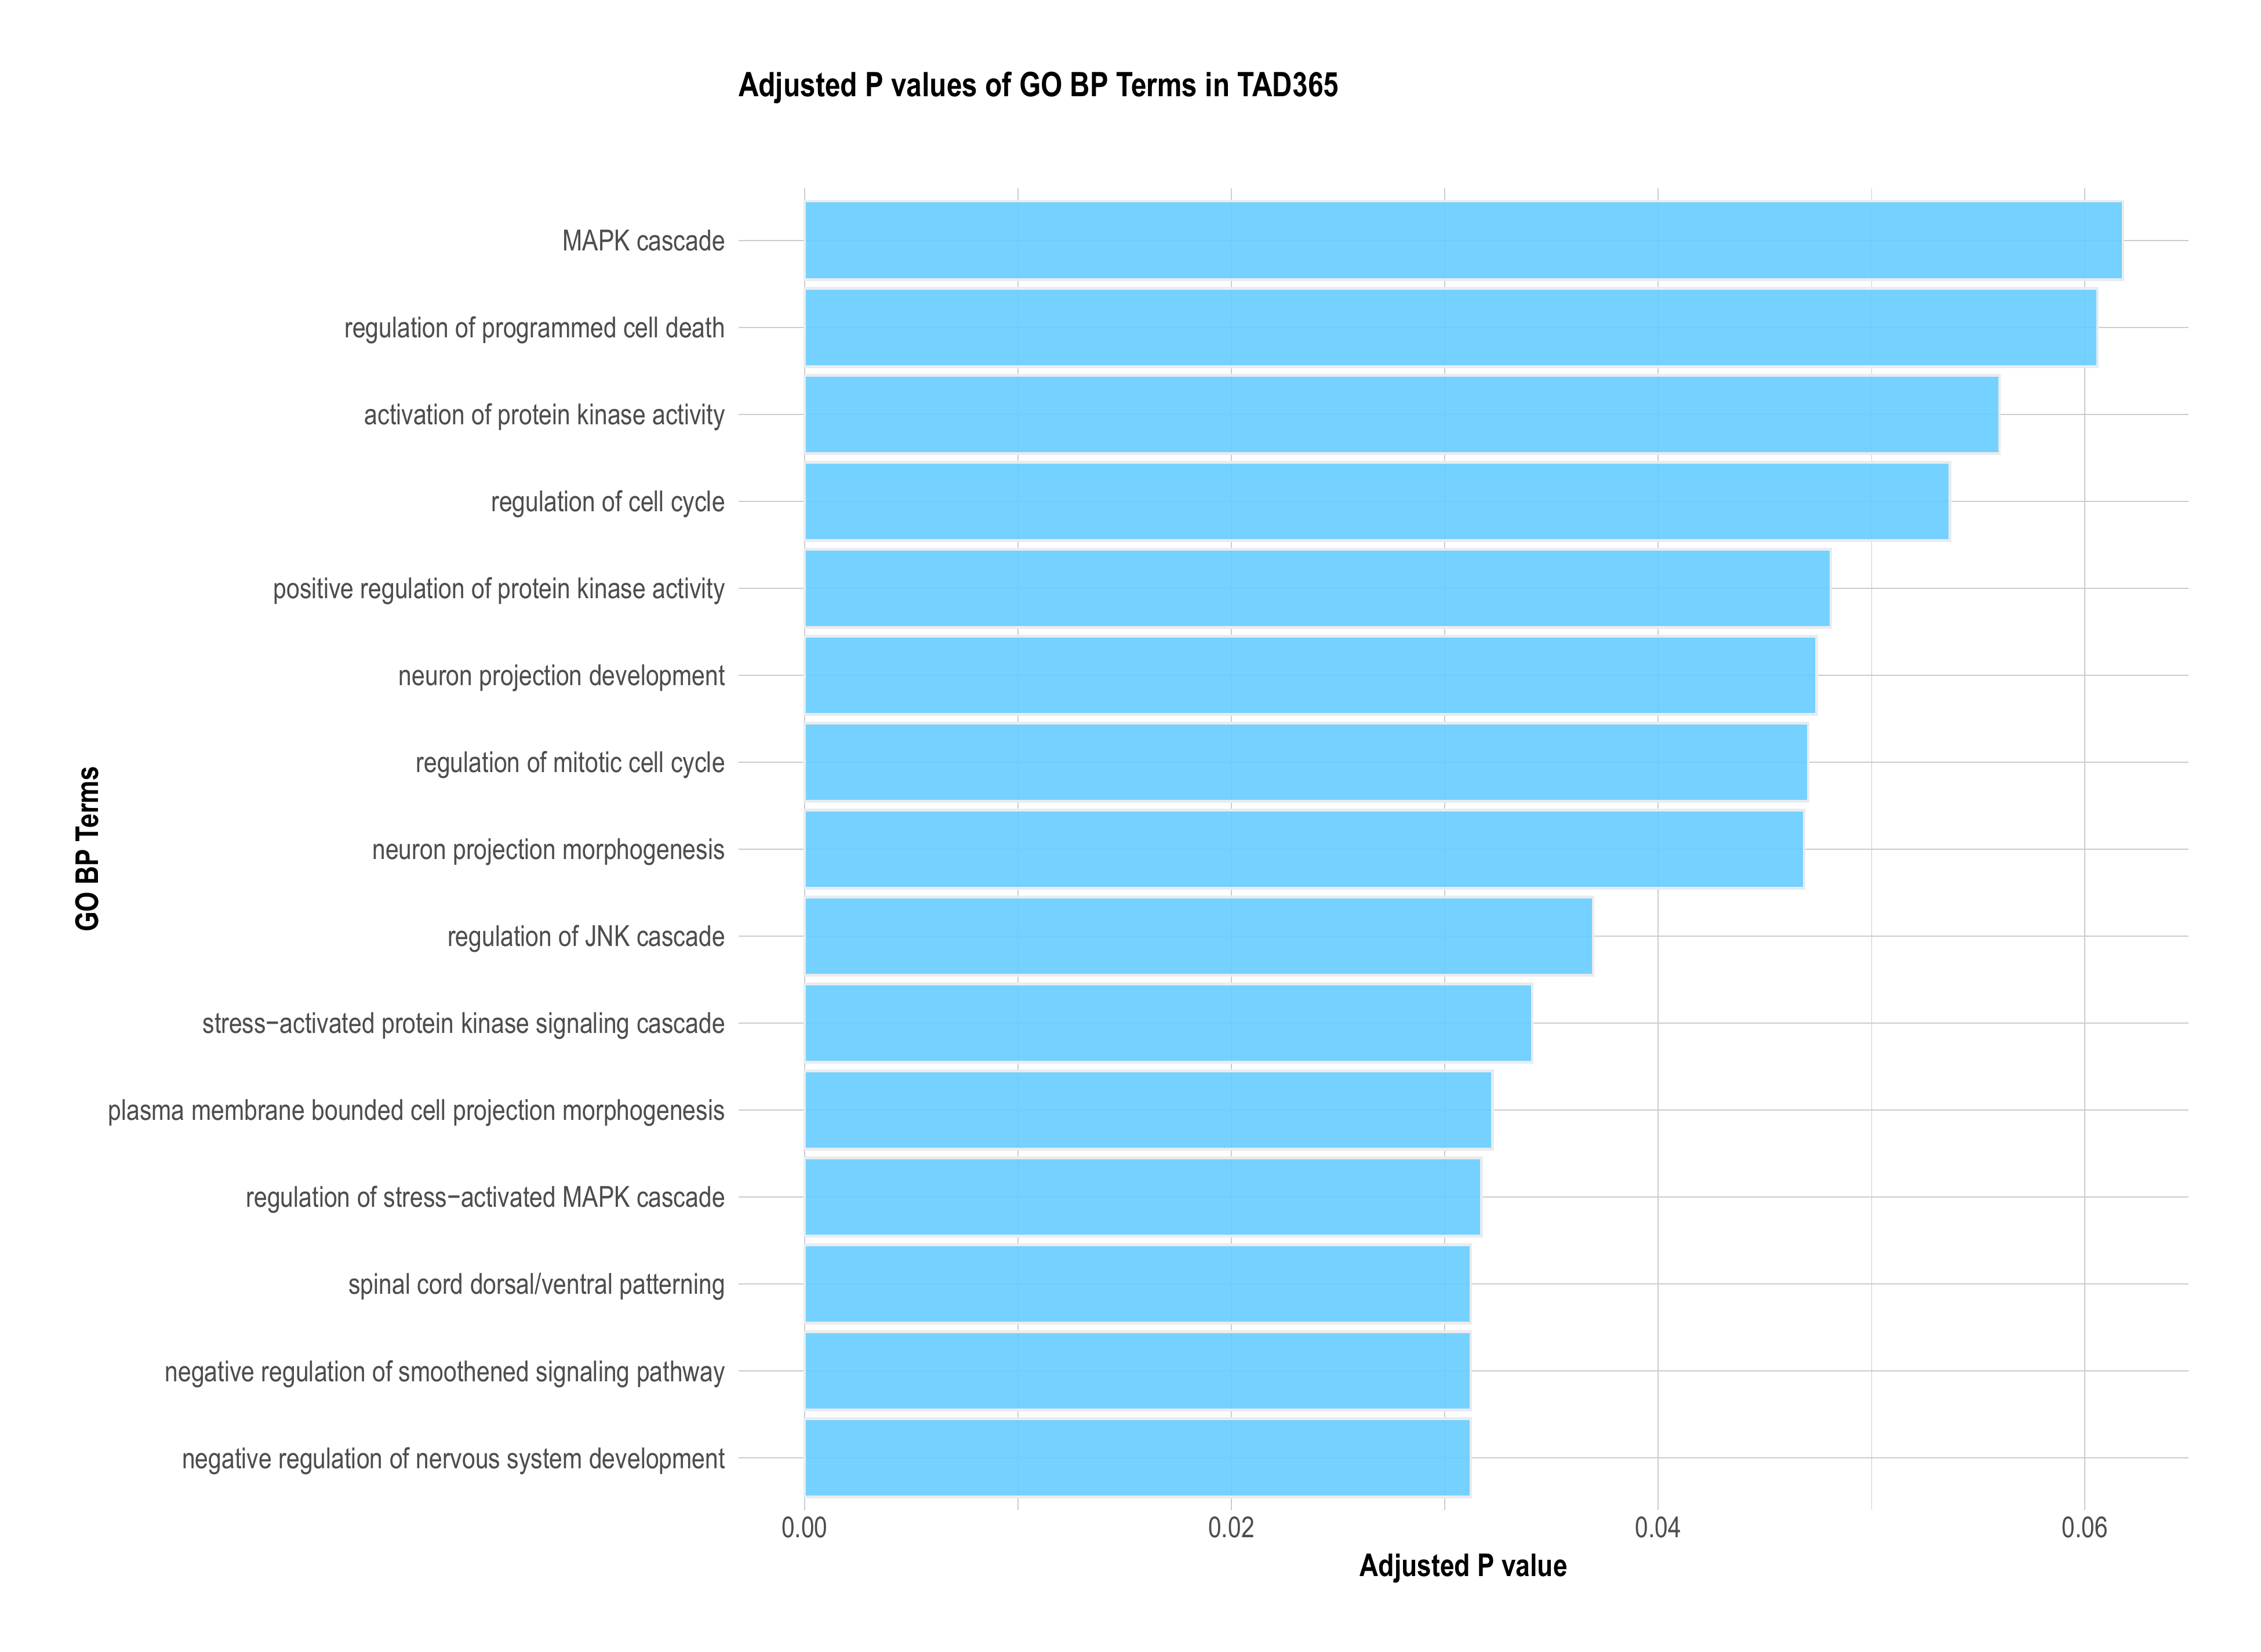 Adjusted P values of GO BP Terms in TAD365
MAPK cascade
regulation of programmed cell death
activation of protein kinase activity
regulation of cell cycle
positive regulation of protein kinase activity
neuron projection development
regulation of mitotic cell cycle
neuron projection morphogenesis
regulation of JNK cascade
stress−activated protein kinase signaling cascade
plasma membrane bounded cell projection morphogenesis
regulation of stress−activated MAPK cascade
spinal cord dorsal/ventral patterning
negative regulation of smoothened signaling pathway
negative regulation of nervous system development
GO BP Terms
0.00 0.02 0.04 0.06
Adjusted P value